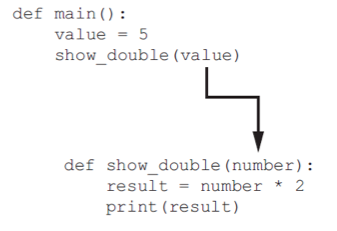 def main():
    value = 5
    show_double(value)
def show_double(number):
    result = number * 2
    print(result)